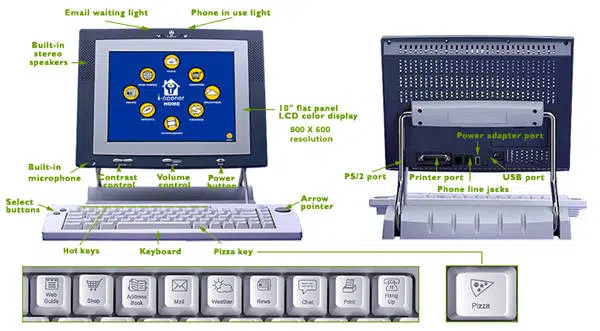 Email waiting light
Phone in use light
Built-in
stereo
speakers
i-opener
HOME
10" flat panel
LCD color display
800 X 600
resolution
Power adapter port
PS/2 port
Printer port
USB port
Phone line jacks
Built-in
microphone
Contrast
control
Volume
control
Power
button
Select
buttons
Arrow
pointer
Hot keys
Keyboard
Pizza key
Web
Guide
Shop
Address
Book
Mail
Weather
News
Chat
Print
Hang
Up
Pizza